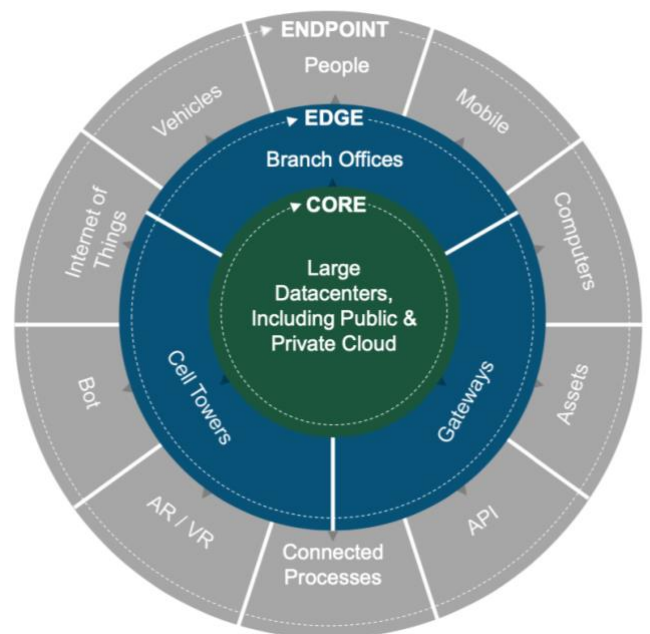 ENDPOINT
People
Mobile
Computers
Assets
API
Connected
Processes
AR / VR
Bot
Internet of
Things
Vehicles
EDGE
Branch Offices
Gateways
Cell Towers
CORE
Large
Datacenters,
Including Public &
Private Cloud